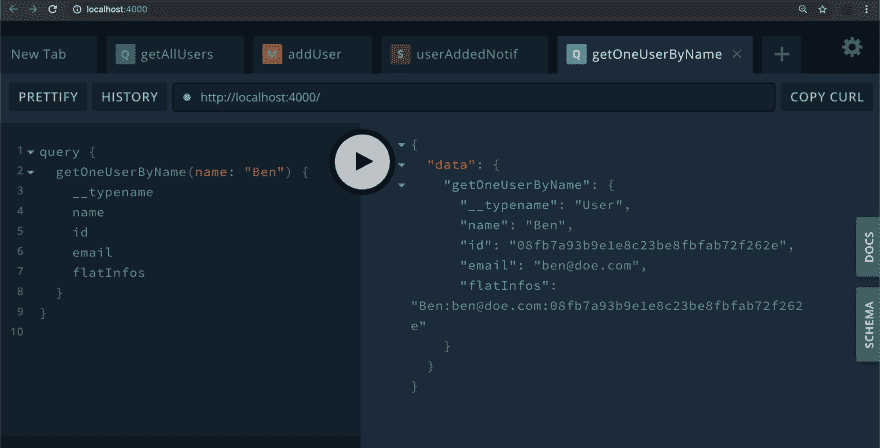 localhost:4000
New Tab
Q getAllUsers
M addUser
S userAddedNotif
Q getOneUserByName
PRETTIFY
HISTORY
http://localhost:4000/
COPY CURL
1 query {
2 getOneUserByName(name: "Ben") {
3 __typename
4 name
5 id
6 email
7 flatInfos
8 }
9 }
10
{
"data": {
"getOneUserByName": {
"__typename": "User",
"name": "Ben",
"id": "08fb7a93b9e1e8c23be8fbfab72f262e",
"email": "ben@doe.com",
"flatInfos":
"Ben:ben@doe.com:08fb7a93b9e1e8c23be8fbfab72f262
e"
}
}
}
DOCS
SCHEMA